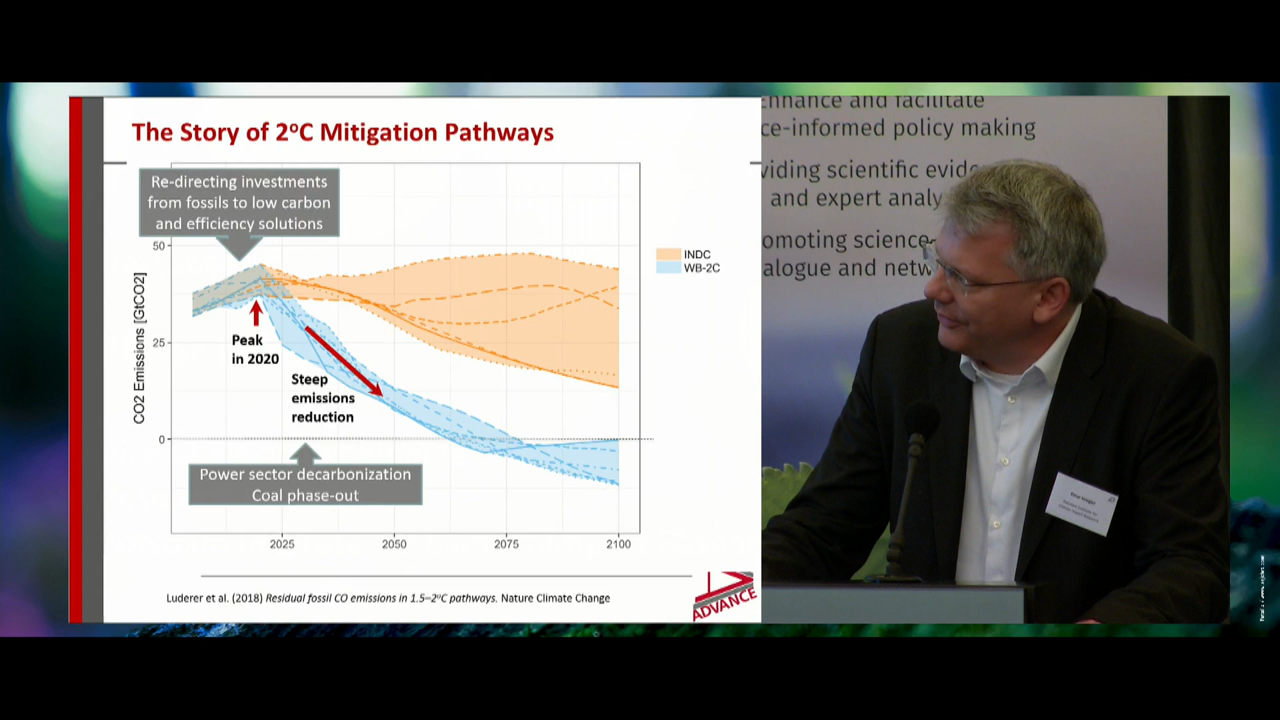 The Story of 2°C Mitigation Pathways
Re-directing investments
from fossils to low carbon
and efficiency solutions
50
25
0
CO2 Emissions [GtCO2]
INDC
WB-2C
Peak
in 2020
Steep
emissions
reduction
Power sector decarbonization
Coal phase-out
2025
2050
2075
2100
Luderer et al. (2018) Residual fossil CO emissions in 1.5–2°C pathways. Nature Climate Change
ADVANCE
enhance and facilitate
ce-informed policy making
viding scientific evide
and expert analy
omoting science-
alogue and netw